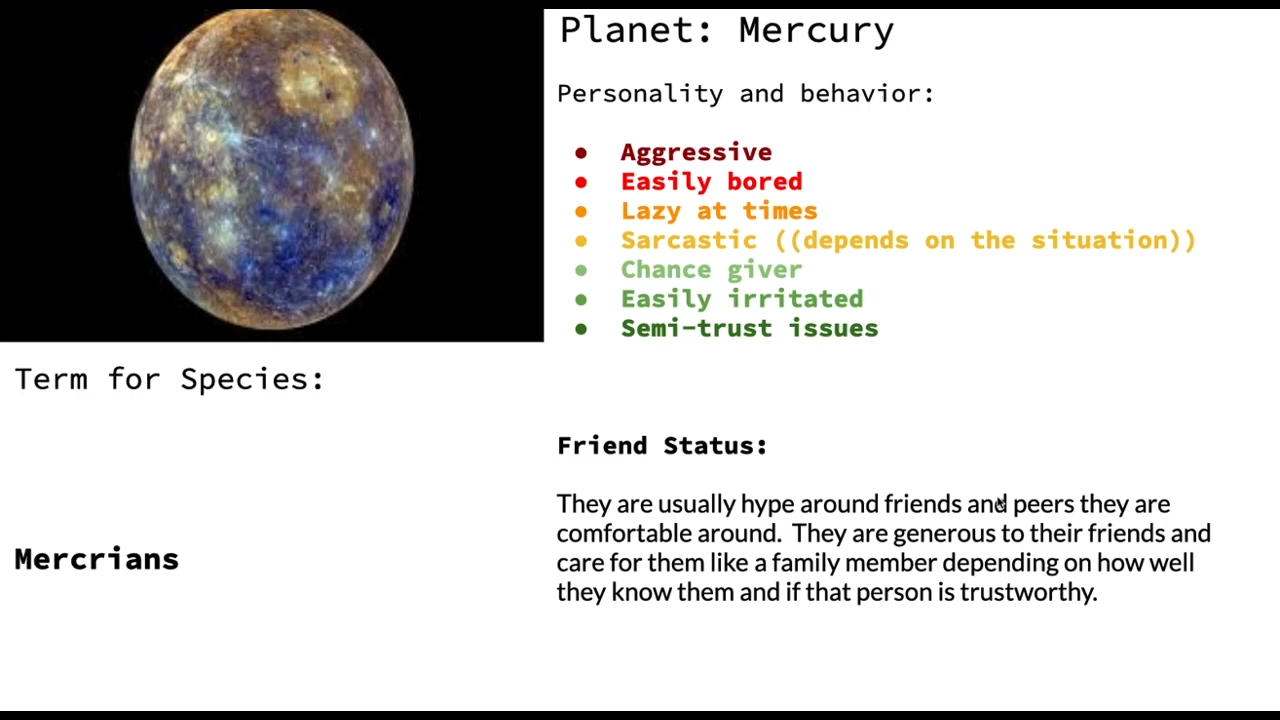 Planet: Mercury
Personality and behavior:
● Aggressive
● Easily bored
● Lazy at times
● Sarcastic ((depends on the situation))
● Chance giver
● Easily irritated
● Semi-trust issues
Term for Species:
Mercrians
Friend Status:
They are usually hype around friends and peers they are
comfortable around.  They are generous to their friends and
care for them like a family member depending on how well
they know them and if that person is trustworthy.